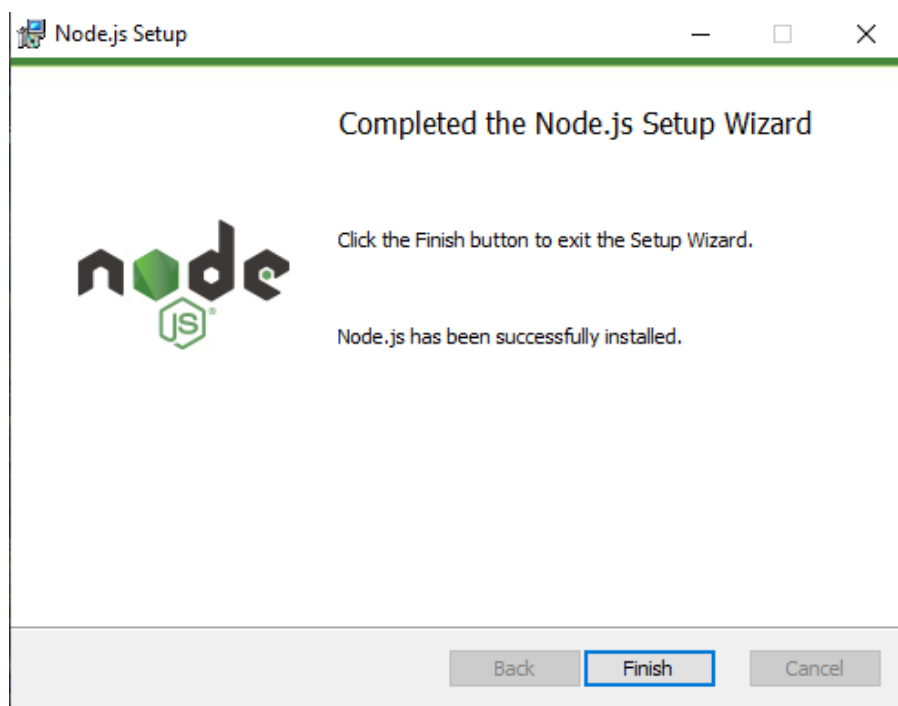 Node.js Setup
Completed the Node.js Setup Wizard
Click the Finish button to exit the Setup Wizard.
node
JS®
Node.js has been successfully installed.
Back Finish Cancel